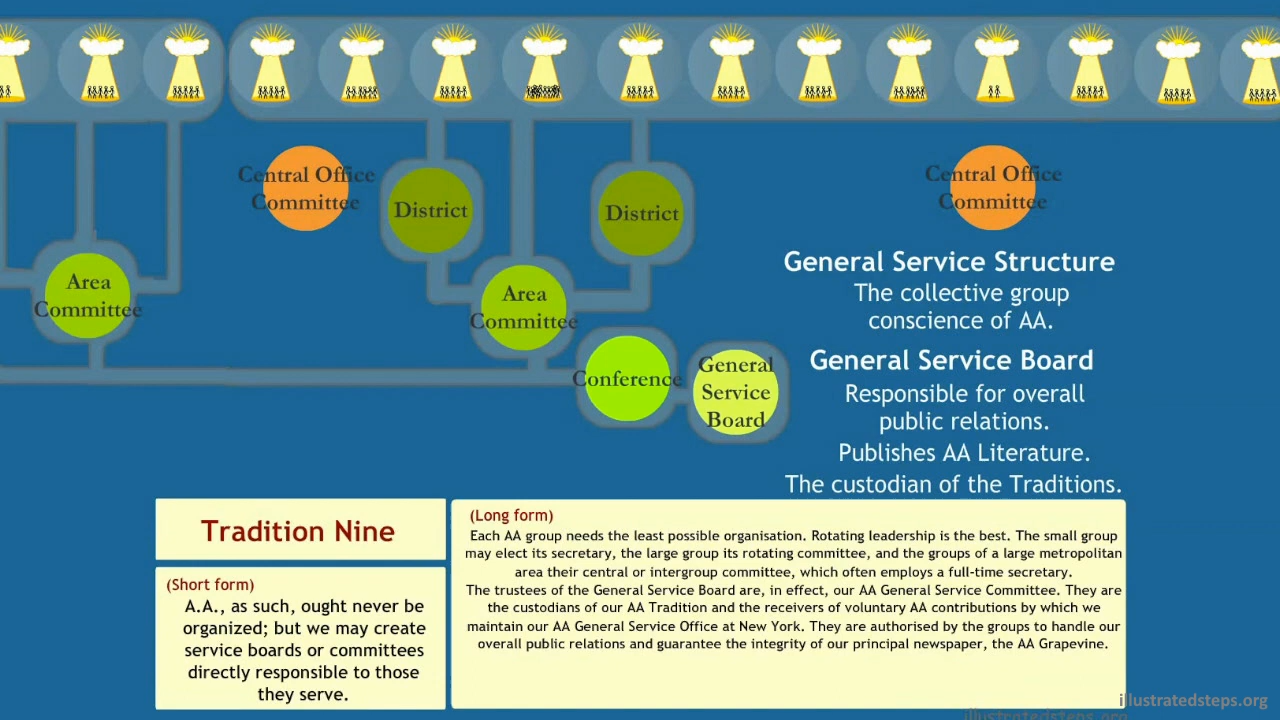 Central Office
Committee
District
District
Central Office
Committee
Area
Committee
Area
Committee
Conference
General
Service
Board
General Service Structure
The collective group
conscience of AA.
General Service Board
Responsible for overall
public relations.
Publishes AA Literature.
The custodian of the Traditions.
Tradition Nine
(Short form)
A.A., as such, ought never be
organized; but we may create
service boards or committees
directly responsible to those
they serve.
(Long form)
Each AA group needs the least possible organisation. Rotating leadership is the best. The small group
may elect its secretary, the large group its rotating committee, and the groups of a large metropolitan
area their central or intergroup committee, which often employs a full-time secretary.
The trustees of the General Service Board are, in effect, our AA General Service Committee. They are
the custodians of our AA Tradition and the receivers of voluntary AA contributions by which we
maintain our AA General Service Office at New York. They are authorised by the groups to handle our
overall public relations and guarantee the integrity of our principal newspaper, the AA Grapevine.
illustratedsteps.org
illustratedsteps.org